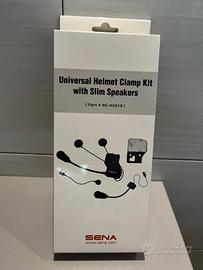 Universal Helmet Clamp Kit
with Slim Speakers
[ Part # SC-A0318 ]
SENA
www.sena.com